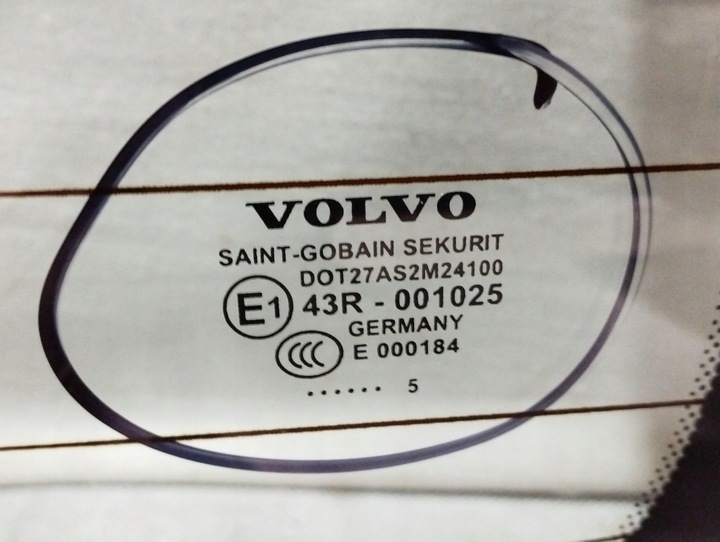 VOLVO
SAINT-GOBAIN SEKURIT
DOT27AS2M24100
E1 43R - 001025
GERMANY
CCC E 000184
...... 5